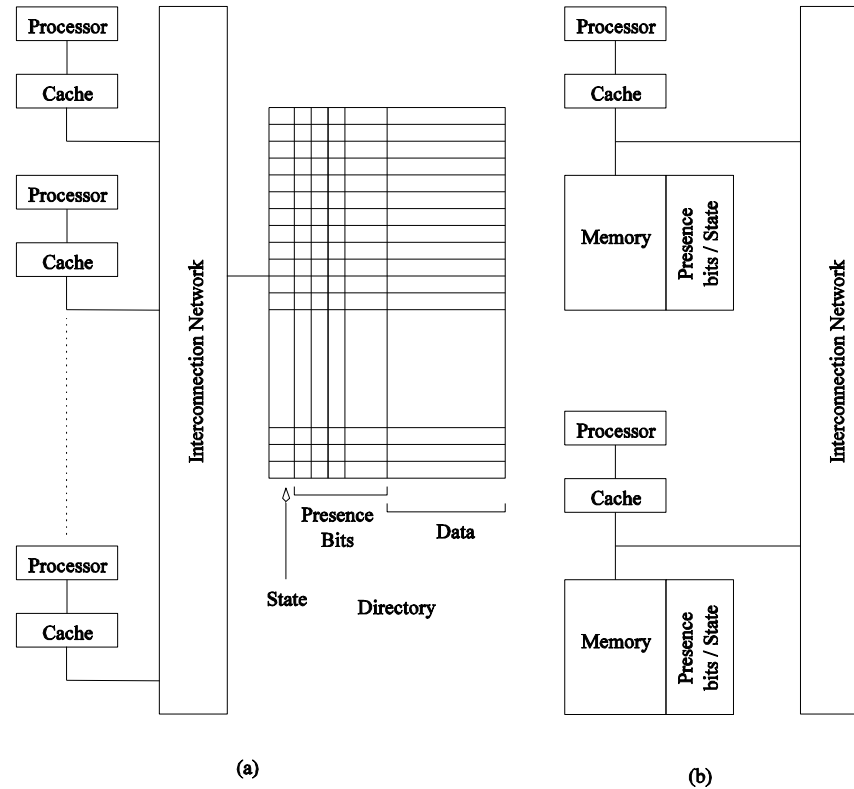 Processor
Cache
Processor
Cache
Processor
Cache
Interconnection Network
Presence
Bits
Data
State
Directory
(a)
Processor
Cache
Memory
Presence
bits / State
Processor
Cache
Memory
Presence
bits / State
Interconnection Network
(b)